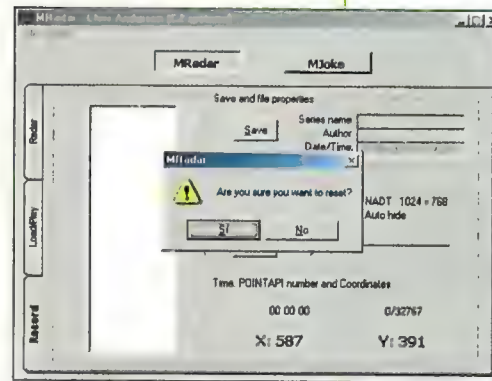 MRadar
MRadar
MJoke
Save and file properties
Save
Series name
Author
Date/Time.
Radar
Load/Play
Record
MRadar
Are you sure you want to reset?
Sí
No
NADT 1024 × 768
Auto hide
Time. POINTAPI number and Coordinates
00 00 00
0/32767
X: 587
Y: 391